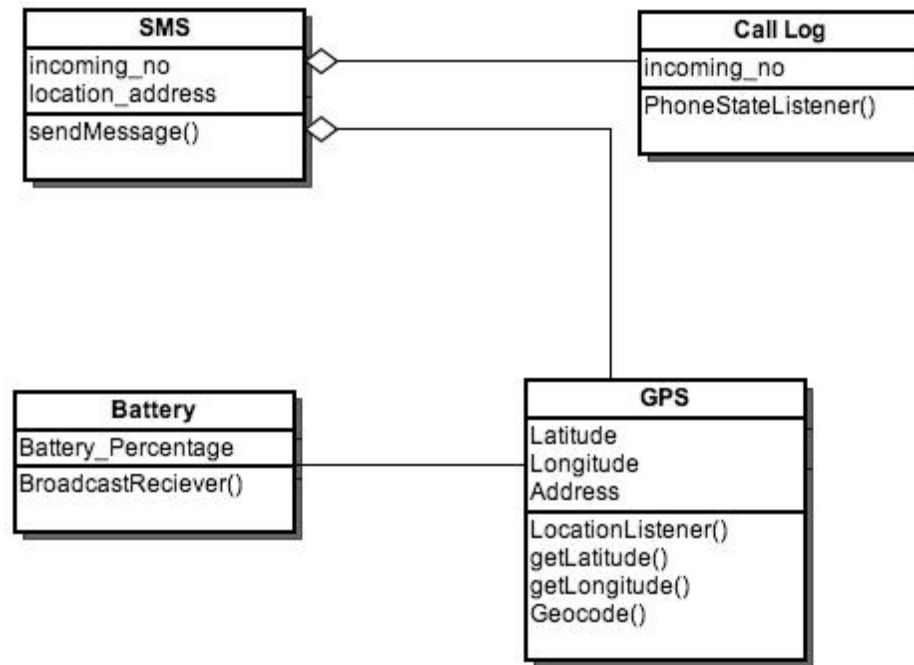 SMS
incoming_no
location_address
sendMessage()
Call Log
incoming_no
PhoneStateListener()
Battery
Battery_Percentage
BroadcastReciever()
GPS
Latitude
Longitude
Address
LocationListener()
getLatitude()
getLongitude()
Geocode()